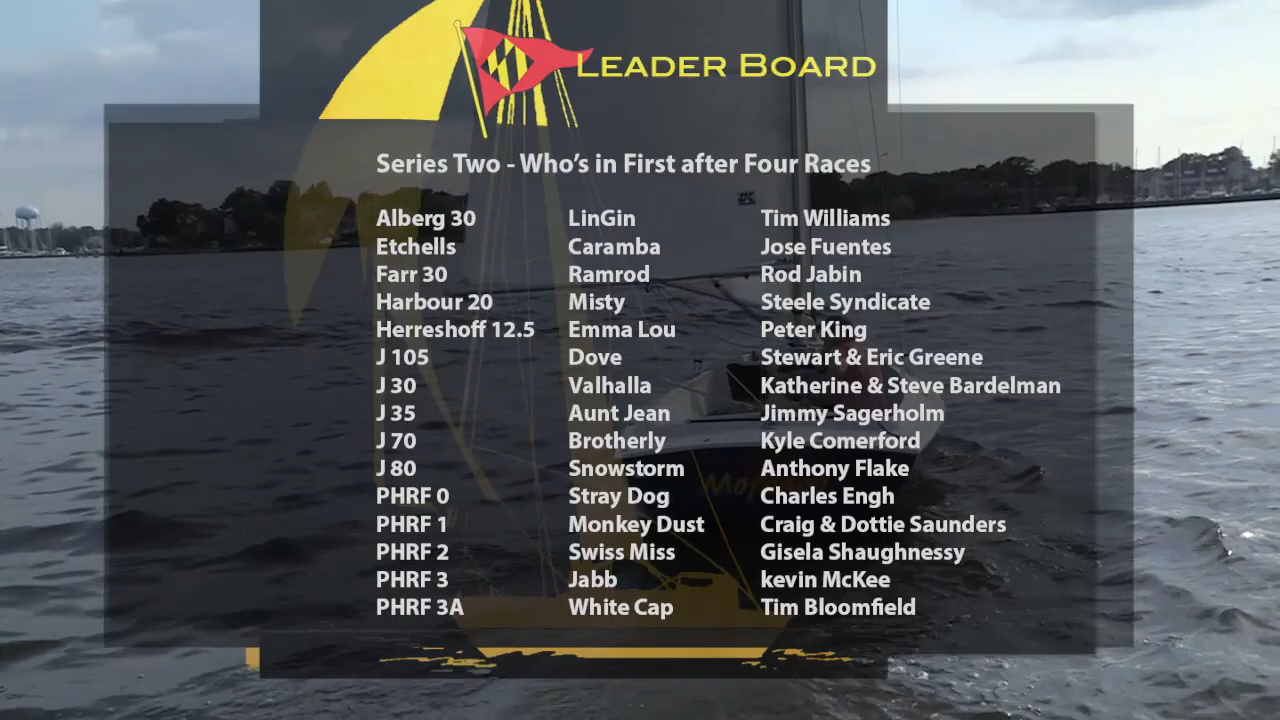 LEADER BOARD
Series Two - Who's in First after Four Races
Alberg 30 LinGin Tim Williams
Etchells Caramba Jose Fuentes
Farr 30 Ramrod Rod Jabin
Harbour 20 Misty Steele Syndicate
Herreshoff 12.5 Emma Lou Peter King
J 105 Dove Stewart & Eric Greene
J 30 Valhalla Katherine & Steve Bardelman
J 35 Aunt Jean Jimmy Sagerholm
J 70 Brotherly Kyle Comerford
J 80 Snowstorm Anthony Flake
PHRF 0 Stray Dog Charles Engh
PHRF 1 Monkey Dust Craig & Dottie Saunders
PHRF 2 Swiss Miss Gisela Shaughnessy
PHRF 3 Jabb kevin McKee
PHRF 3A White Cap Tim Bloomfield